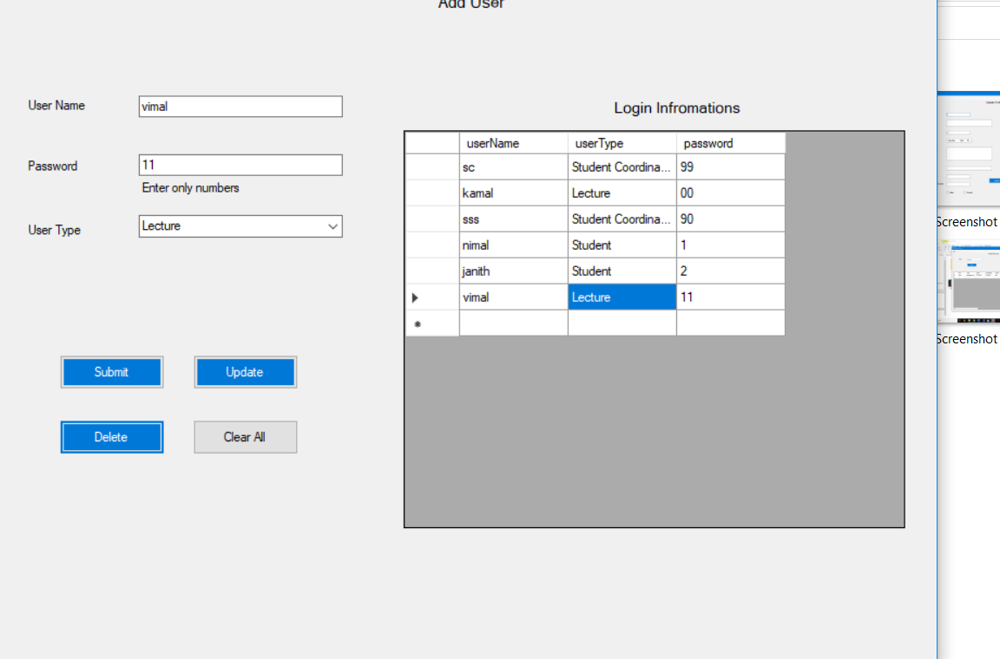 Add User
User Name
vimal
Password
11
Enter only numbers
User Type
Lecture
Submit
Update
Delete
Clear All
Login Infromations
userName userType password
sc Student Coordina... 99
kamal Lecture 00
sss Student Coordina... 90
nimal Student 1
janith Student 2
vimal Lecture 11
Screenshot
Screenshot